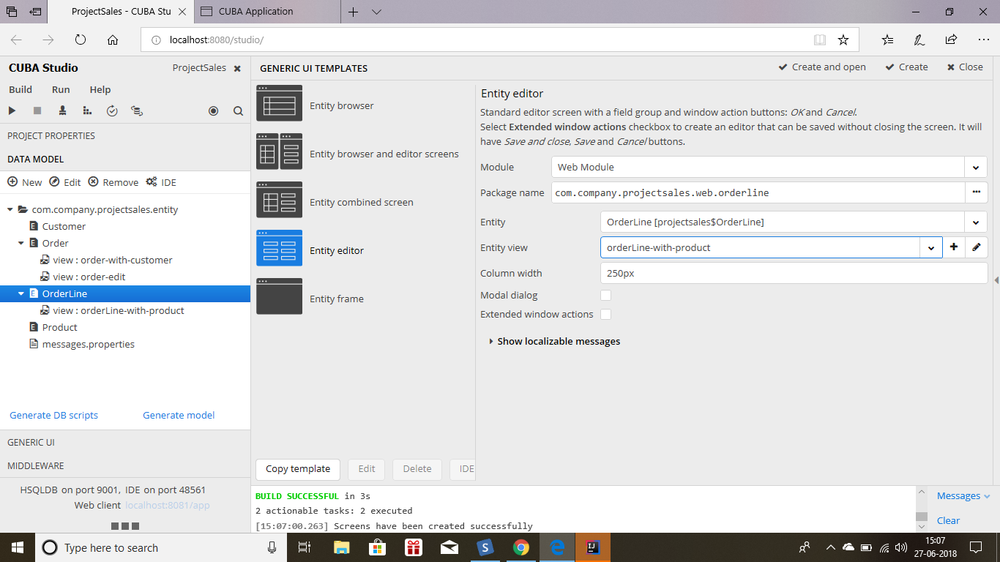 ProjectSales - CUBA Stu
CUBA Application
localhost:8080/studio/
CUBA Studio
ProjectSales
Build Run Help
PROJECT PROPERTIES
DATA MODEL
New Edit Remove IDE
com.company.projectsales.entity
Customer
Order
view : order-with-customer
view : order-edit
OrderLine
view : orderLine-with-product
Product
messages.properties
Generate DB scripts Generate model
GENERIC UI
MIDDLEWARE
HSQLDB on port 9001, IDE on port 48561
Web client localhost:8081/app
GENERIC UI TEMPLATES
Create and open Create Close
Entity browser
Entity browser and editor screens
Entity combined screen
Entity editor
Entity frame
Copy template Edit Delete IDE
Entity editor
Standard editor screen with a field group and window action buttons: OK and Cancel.
Select Extended window actions checkbox to create an editor that can be saved without closing the screen. It will
have Save and close, Save and Cancel buttons.
Module Web Module
Package name com.company.projectsales.web.orderline
Entity OrderLine [projectsales$OrderLine]
Entity view orderLine-with-product
Column width 250px
Modal dialog
Extended window actions
Show localizable messages
BUILD SUCCESSFUL in 3s
2 actionable tasks: 2 executed
[15:07:00.263] Screens have been created successfully
Messages
Clear
Type here to search
S
IJ
15:07
27-06-2018